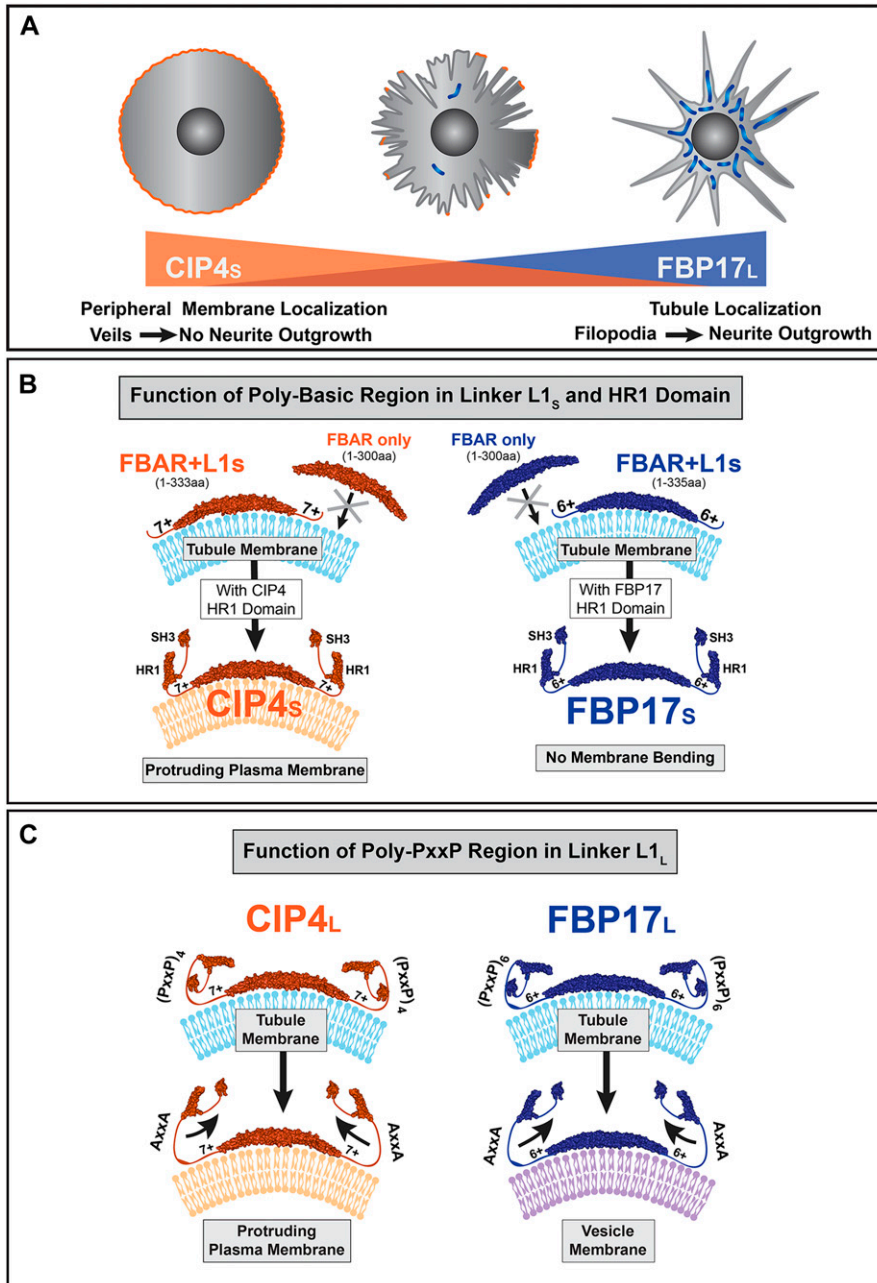 A
CIP4S
FBP17L
Peripheral Membrane Localization
Veils → No Neurite Outgrowth
Tubule Localization
Filopodia → Neurite Outgrowth
B
Function of Poly-Basic Region in Linker L1S and HR1 Domain
FBAR+L1s
(1-333aa)
FBAR only
(1-300aa)
7+
7+
Tubule Membrane
With CIP4
HR1 Domain
SH3
SH3
HR1
HR1
7+
7+
CIP4S
Protruding Plasma Membrane
FBAR only
(1-300aa)
FBAR+L1s
(1-335aa)
6+
6+
Tubule Membrane
With FBP17
HR1 Domain
SH3
SH3
HR1
HR1
6+
6+
FBP17S
No Membrane Bending
C
Function of Poly-PxxP Region in Linker L1L
CIP4L
(PxxP)4
(PxxP)4
7+
7+
Tubule
Membrane
AxxA
AxxA
7+
7+
Protruding
Plasma Membrane
FBP17L
(PxxP)6
(PxxP)6
6+
6+
Tubule
Membrane
AxxA
AxxA
6+
6+
Vesicle
Membrane